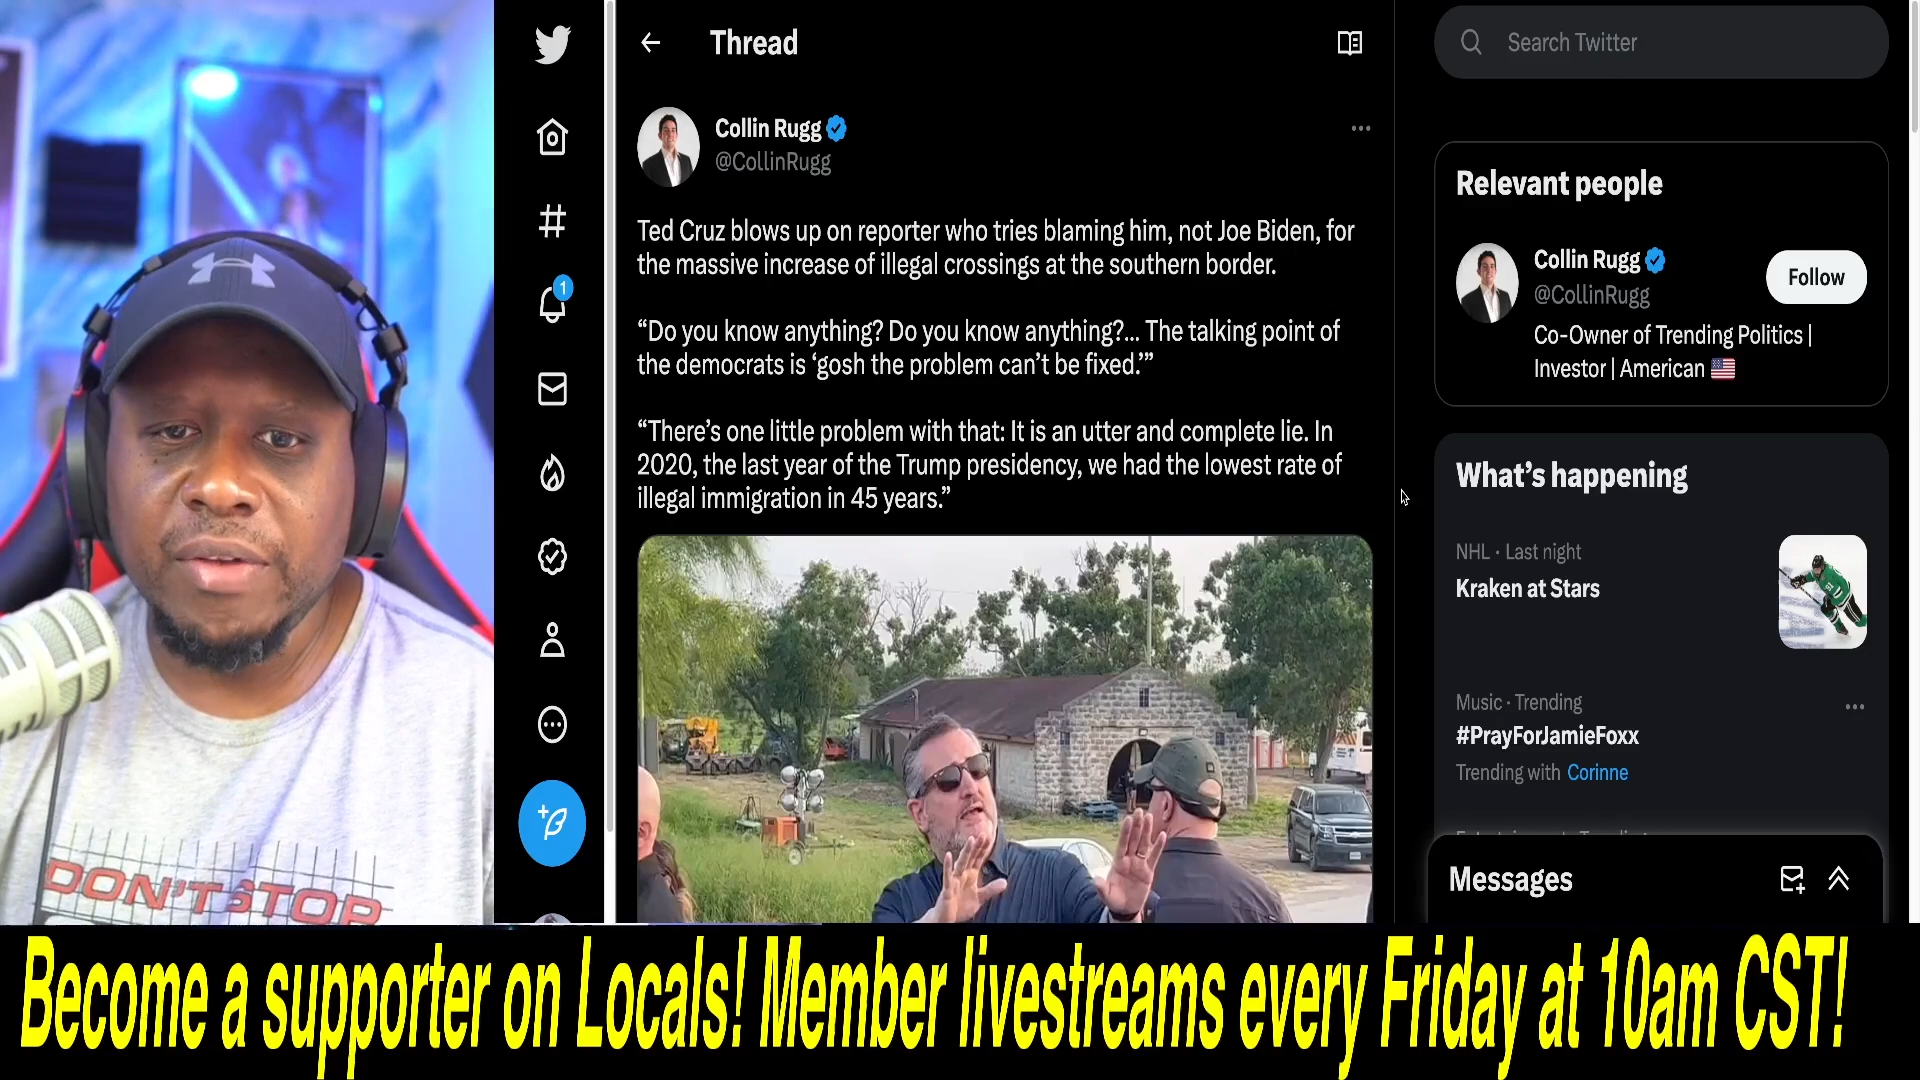 DON'T STOP
1
Thread
Collin Rugg
@CollinRugg
Ted Cruz blows up on reporter who tries blaming him, not Joe Biden, for
the massive increase of illegal crossings at the southern border.
“Do you know anything? Do you know anything?... The talking point of
the democrats is ‘gosh the problem can’t be fixed.’”
“There’s one little problem with that: It is an utter and complete lie. In
2020, the last year of the Trump presidency, we had the lowest rate of
illegal immigration in 45 years.”
Search Twitter
Relevant people
Collin Rugg
@CollinRugg
Follow
Co-Owner of Trending Politics |
Investor | American
What’s happening
NHL · Last night
Kraken at Stars
Music · Trending
#PrayForJamieFoxx
Trending with Corinne
Messages
Become a supporter on Locals! Member livestreams every Friday at 10am CST!